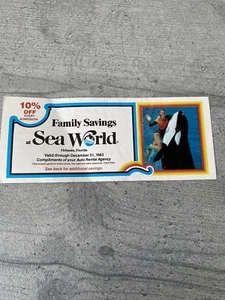 10%
OFF
Family Savings
at Sea World
Orlando, Florida
Valid through December 31, 1983
Compliments of your Auto Rental Agency
See back for additional savings.